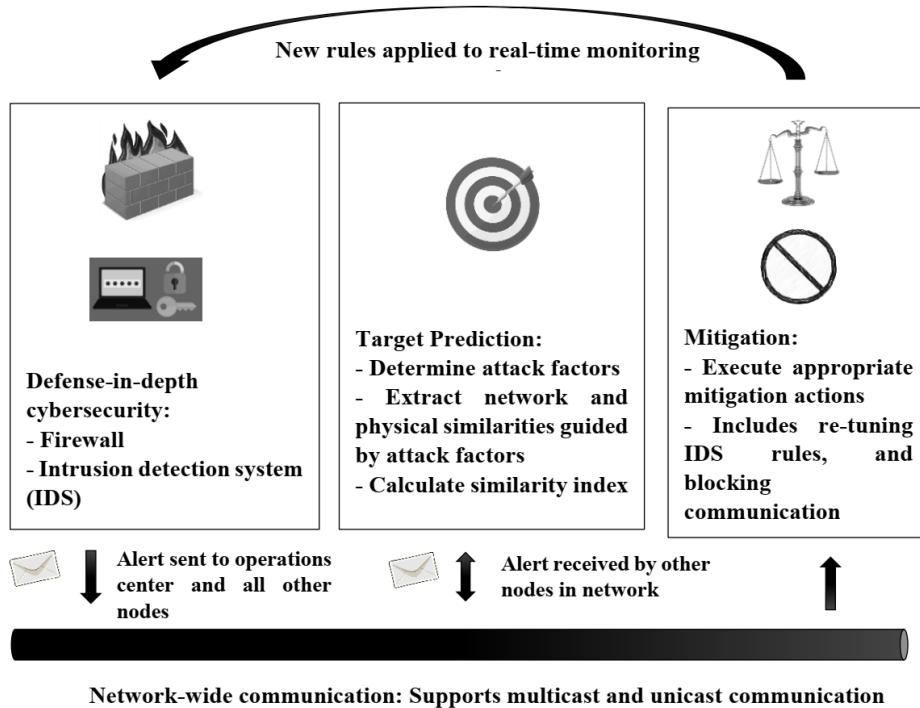 New rules applied to real-time monitoring
-
Defense-in-depth
cybersecurity:
- Firewall
- Intrusion detection system
(IDS)
Target Prediction:
- Determine attack factors
- Extract network and
physical similarities guided
by attack factors
- Calculate similarity index
Mitigation:
- Execute appropriate
mitigation actions
- Includes re-tuning
IDS rules, and
blocking
communication
Alert sent to operations
center and all other
nodes
Alert received by other
nodes in network
Network-wide communication: Supports multicast and unicast communication